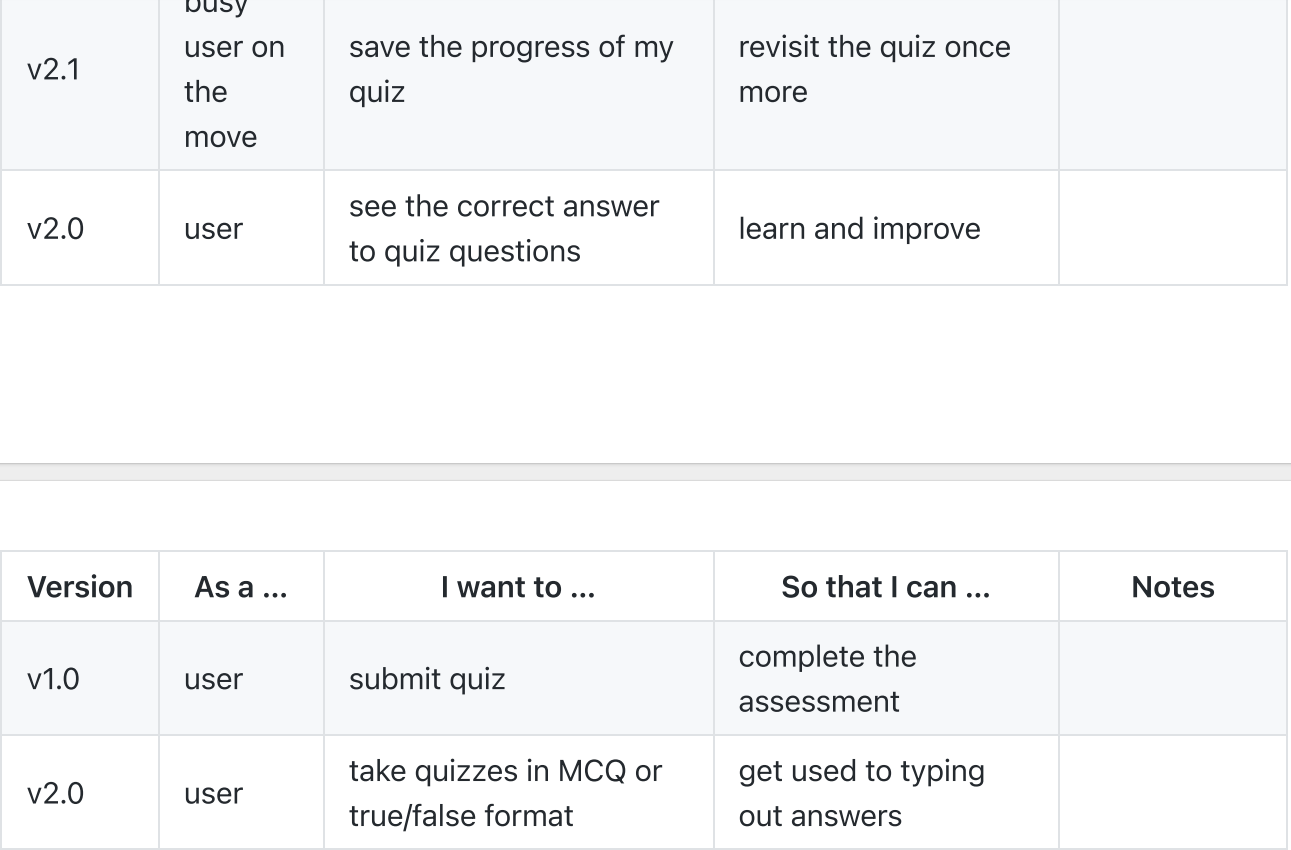 busy
user on
the
move
v2.1
save the progress of my
quiz
revisit the quiz once
more
v2.0
user
see the correct answer
to quiz questions
learn and improve
Version
As a ...
I want to ...
So that I can ...
Notes
v1.0
user
submit quiz
complete the
assessment
v2.0
user
take quizzes in MCQ or
true/false format
get used to typing
out answers